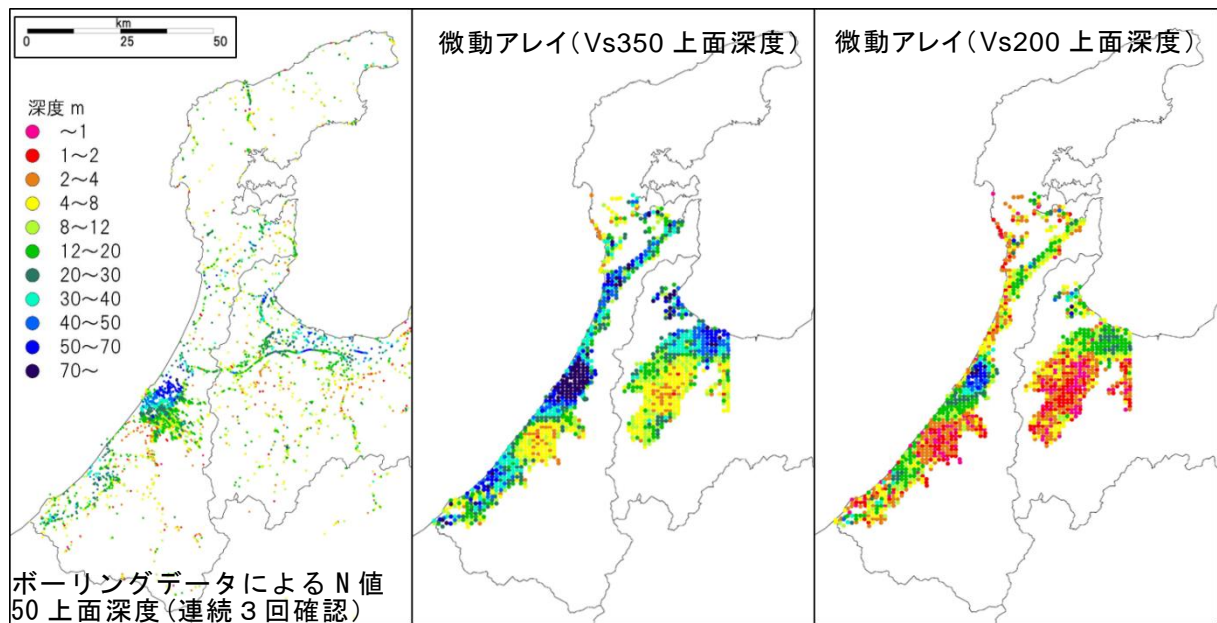 km
0 25 50
深度 m
～1
1～2
2～4
4～8
8～12
12～20
20～30
30～40
40～50
50～70
70～
ボーリングデータによる N 値
50 上面深度(連続 3 回確認)
微動アレイ(Vs350 上面深度)
微動アレイ(Vs200 上面深度)